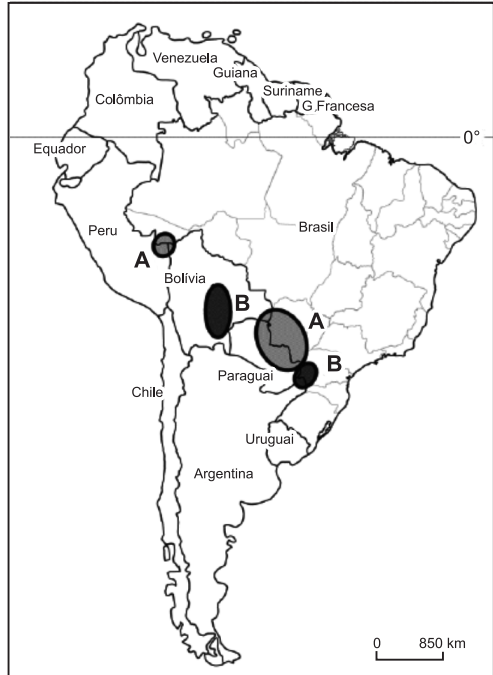 Venezuela
Guiana
Suriname
G.Francesa
Colômbia
0°
Equador
Peru
Brasil
A
Bolívia
B
A
B
Paraguai
Chile
Uruguai
Argentina
0 850 km